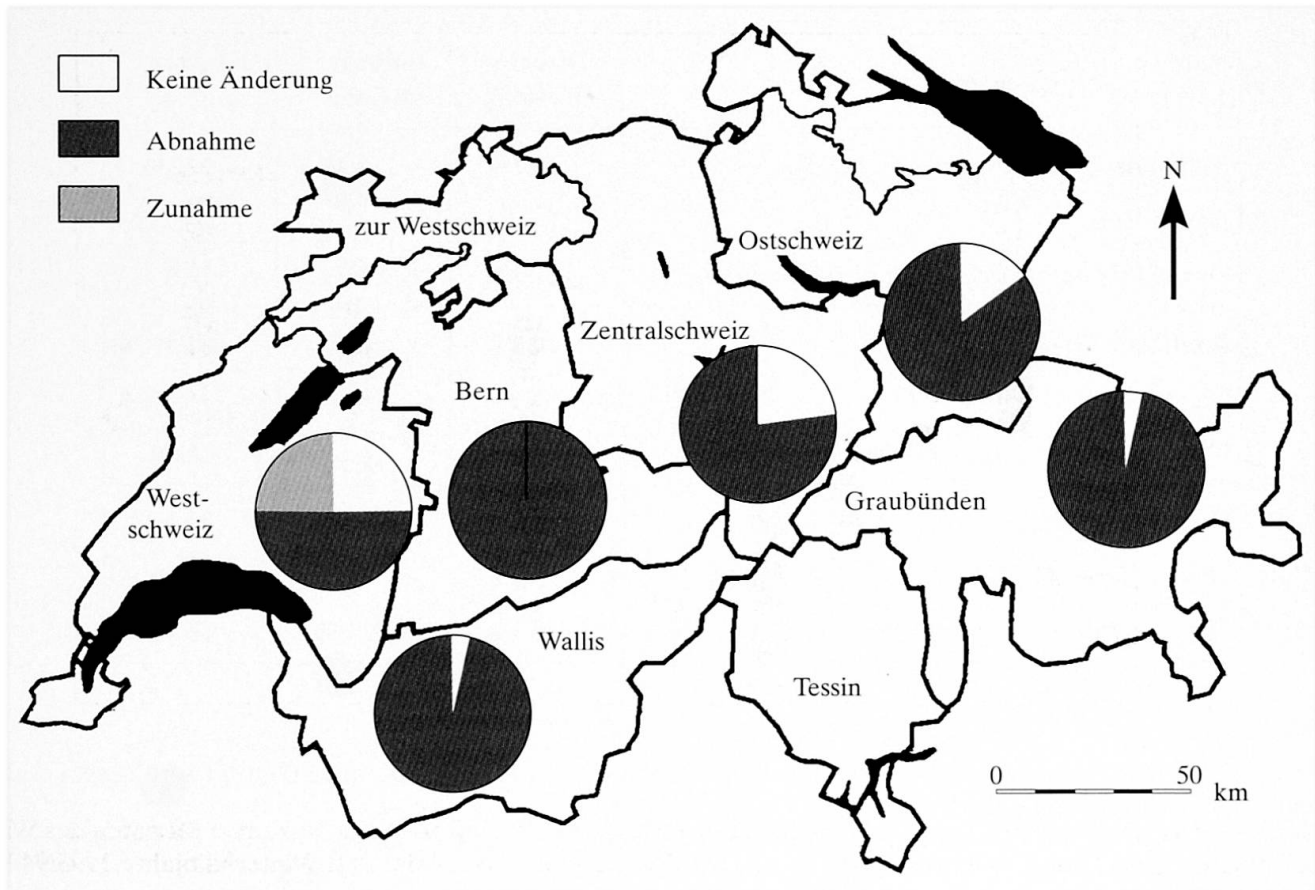 Keine Änderung
Abnahme
Zunahme
zur Westschweiz
Ostschweiz
N
Zentralschweiz
Bern
West-
schweiz
Graubünden
Wallis
Tessin
0 50
km